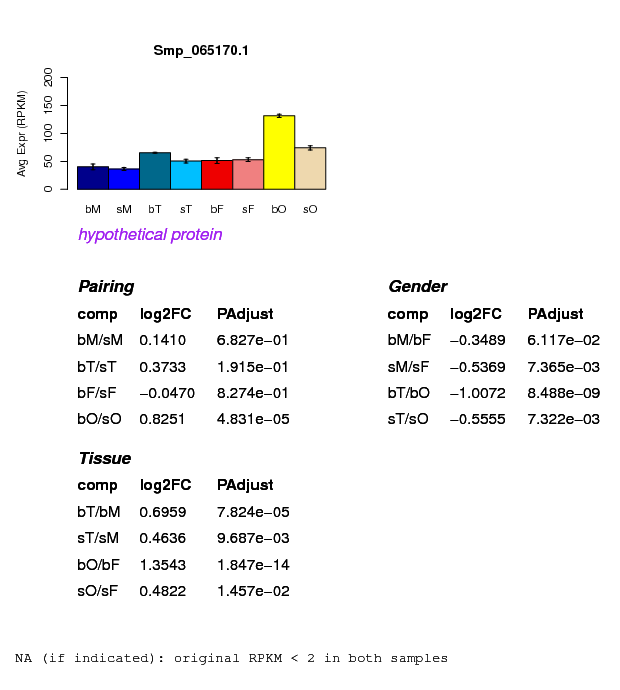 Smp_065170.1
Avg Expr (RPKM)
200
150
100
50
0
bM sM bT sT bF sF bO sO
hypothetical protein
Pairing
comp log2FC PAdjust
bM/sM 0.1410 6.827e−01
bT/sT 0.3733 1.915e−01
bF/sF −0.0470 8.274e−01
bO/sO 0.8251 4.831e−05
Gender
comp log2FC PAdjust
bM/bF −0.3489 6.117e−02
sM/sF −0.5369 7.365e−03
bT/bO −1.0072 8.488e−09
sT/sO −0.5555 7.322e−03
Tissue
comp log2FC PAdjust
bT/bM 0.6959 7.824e−05
sT/sM 0.4636 9.687e−03
bO/bF 1.3543 1.847e−14
sO/sF 0.4822 1.457e−02
NA (if indicated): original RPKM < 2 in both samples